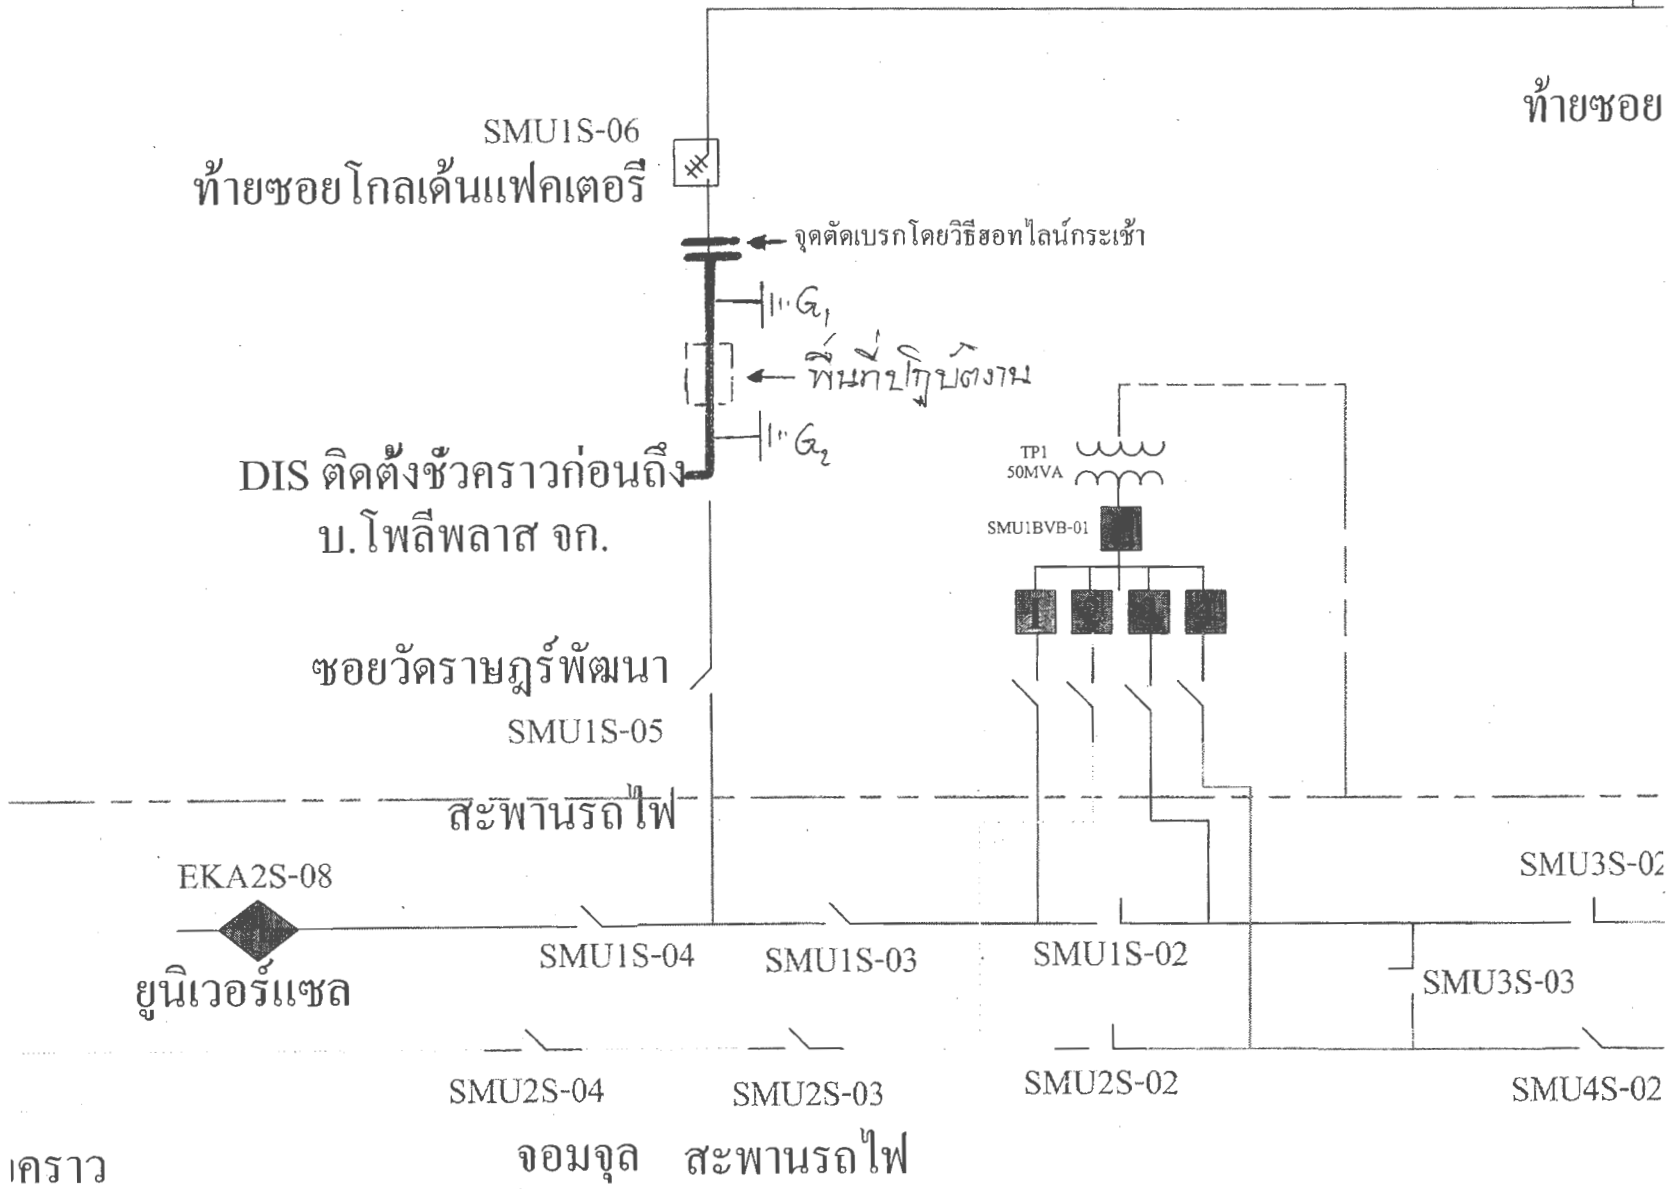 ท้ายซอย
SMU1S-06
ท้ายซอยโกลเด้นแฟคเตอรี่
จุดตัดเบรกโดยวิธีฮอทไลน์กระเช้า
G1
พื้นที่ปฏิบัติงาน
G2
DIS ติดตั้งชั่วคราวก่อนถึง
บ.โพลีพลาส จก.
TP1
50MVA
SMU1BVB-01
1
ซอยวัดราษฎร์พัฒนา
SMU1S-05
สะพานรถไฟ
EKA2S-08
SMU3S-02
SMU1S-04
SMU1S-03
SMU1S-02
SMU3S-03
ยูนิเวอร์แซล
SMU2S-04
SMU2S-03
SMU2S-02
SMU4S-02
จอมจุล
สะพานรถไฟ
คราว